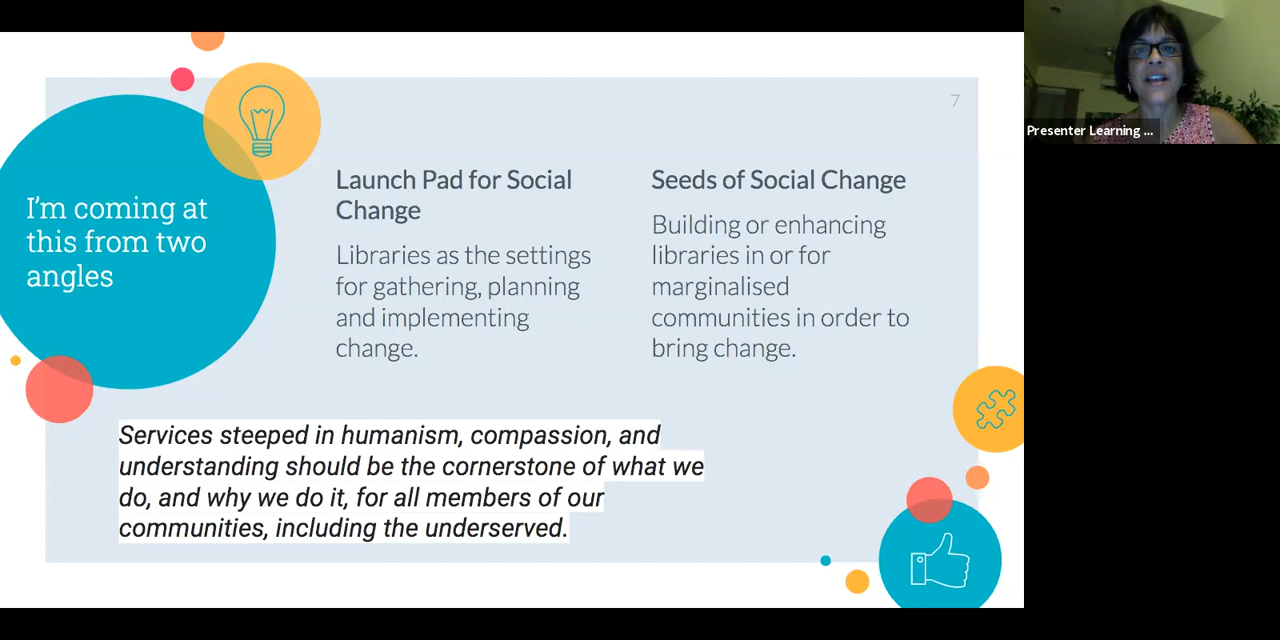 7
I'm coming at
this from two
angles
Launch Pad for Social
Change
Libraries as the settings
for gathering, planning
and implementing
change.
Seeds of Social Change
Building or enhancing
libraries in or for
marginalised
communities in order to
bring change.
Services steeped in humanism, compassion, and
understanding should be the cornerstone of what we
do, and why we do it, for all members of our
communities, including the underserved.
Presenter Learning ...